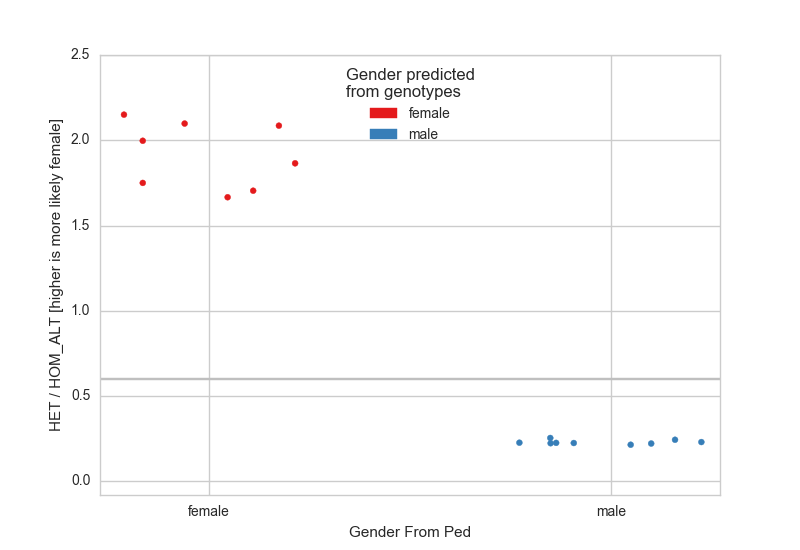 2.5
2.0
1.5
1.0
0.5
0.0
HET / HOM_ALT [higher is more likely female]
Gender predicted
from genotypes
female
male
female
male
Gender From Ped